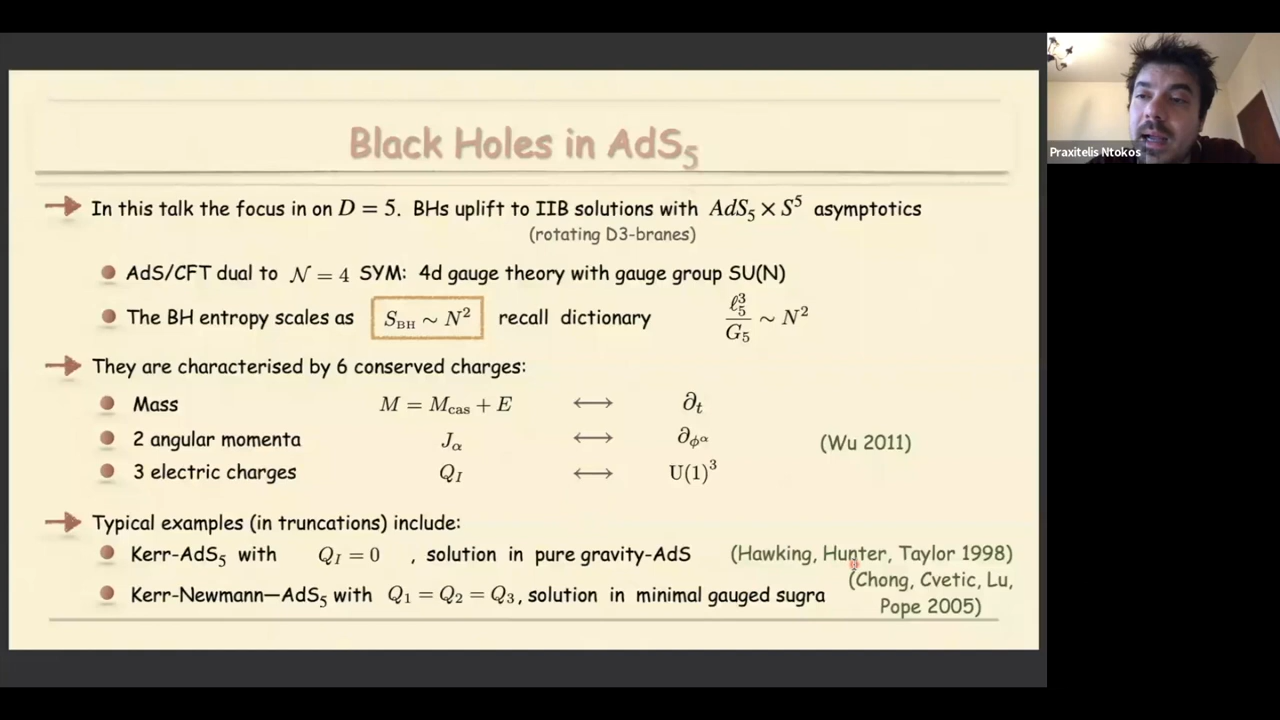 Black Holes in AdS₅
In this talk the focus in on D = 5. BHs uplift to IIB solutions with AdS₅ × S⁵ asymptotics
(rotating D3-branes)
AdS/CFT dual to 𝒩 = 4 SYM: 4d gauge theory with gauge group SU(N)
The BH entropy scales as S_BH ∼ N² recall dictionary ℓ₅³/G₅ ∼ N²
They are characterised by 6 conserved charges:
Mass M = M_cas + E ⟷ ∂_t
2 angular momenta J_α ⟷ ∂_ϕ^α (Wu 2011)
3 electric charges Q_I ⟷ U(1)³
Typical examples (in truncations) include:
Kerr-AdS₅ with Q_I = 0 , solution in pure gravity-AdS (Hawking, Hunter, Taylor 1998)
Kerr-Newmann—AdS₅ with Q₁ = Q₂ = Q₃, solution in minimal gauged sugra (Chong, Cvetic, Lu,
Pope 2005)
Praxitelis Ntokos